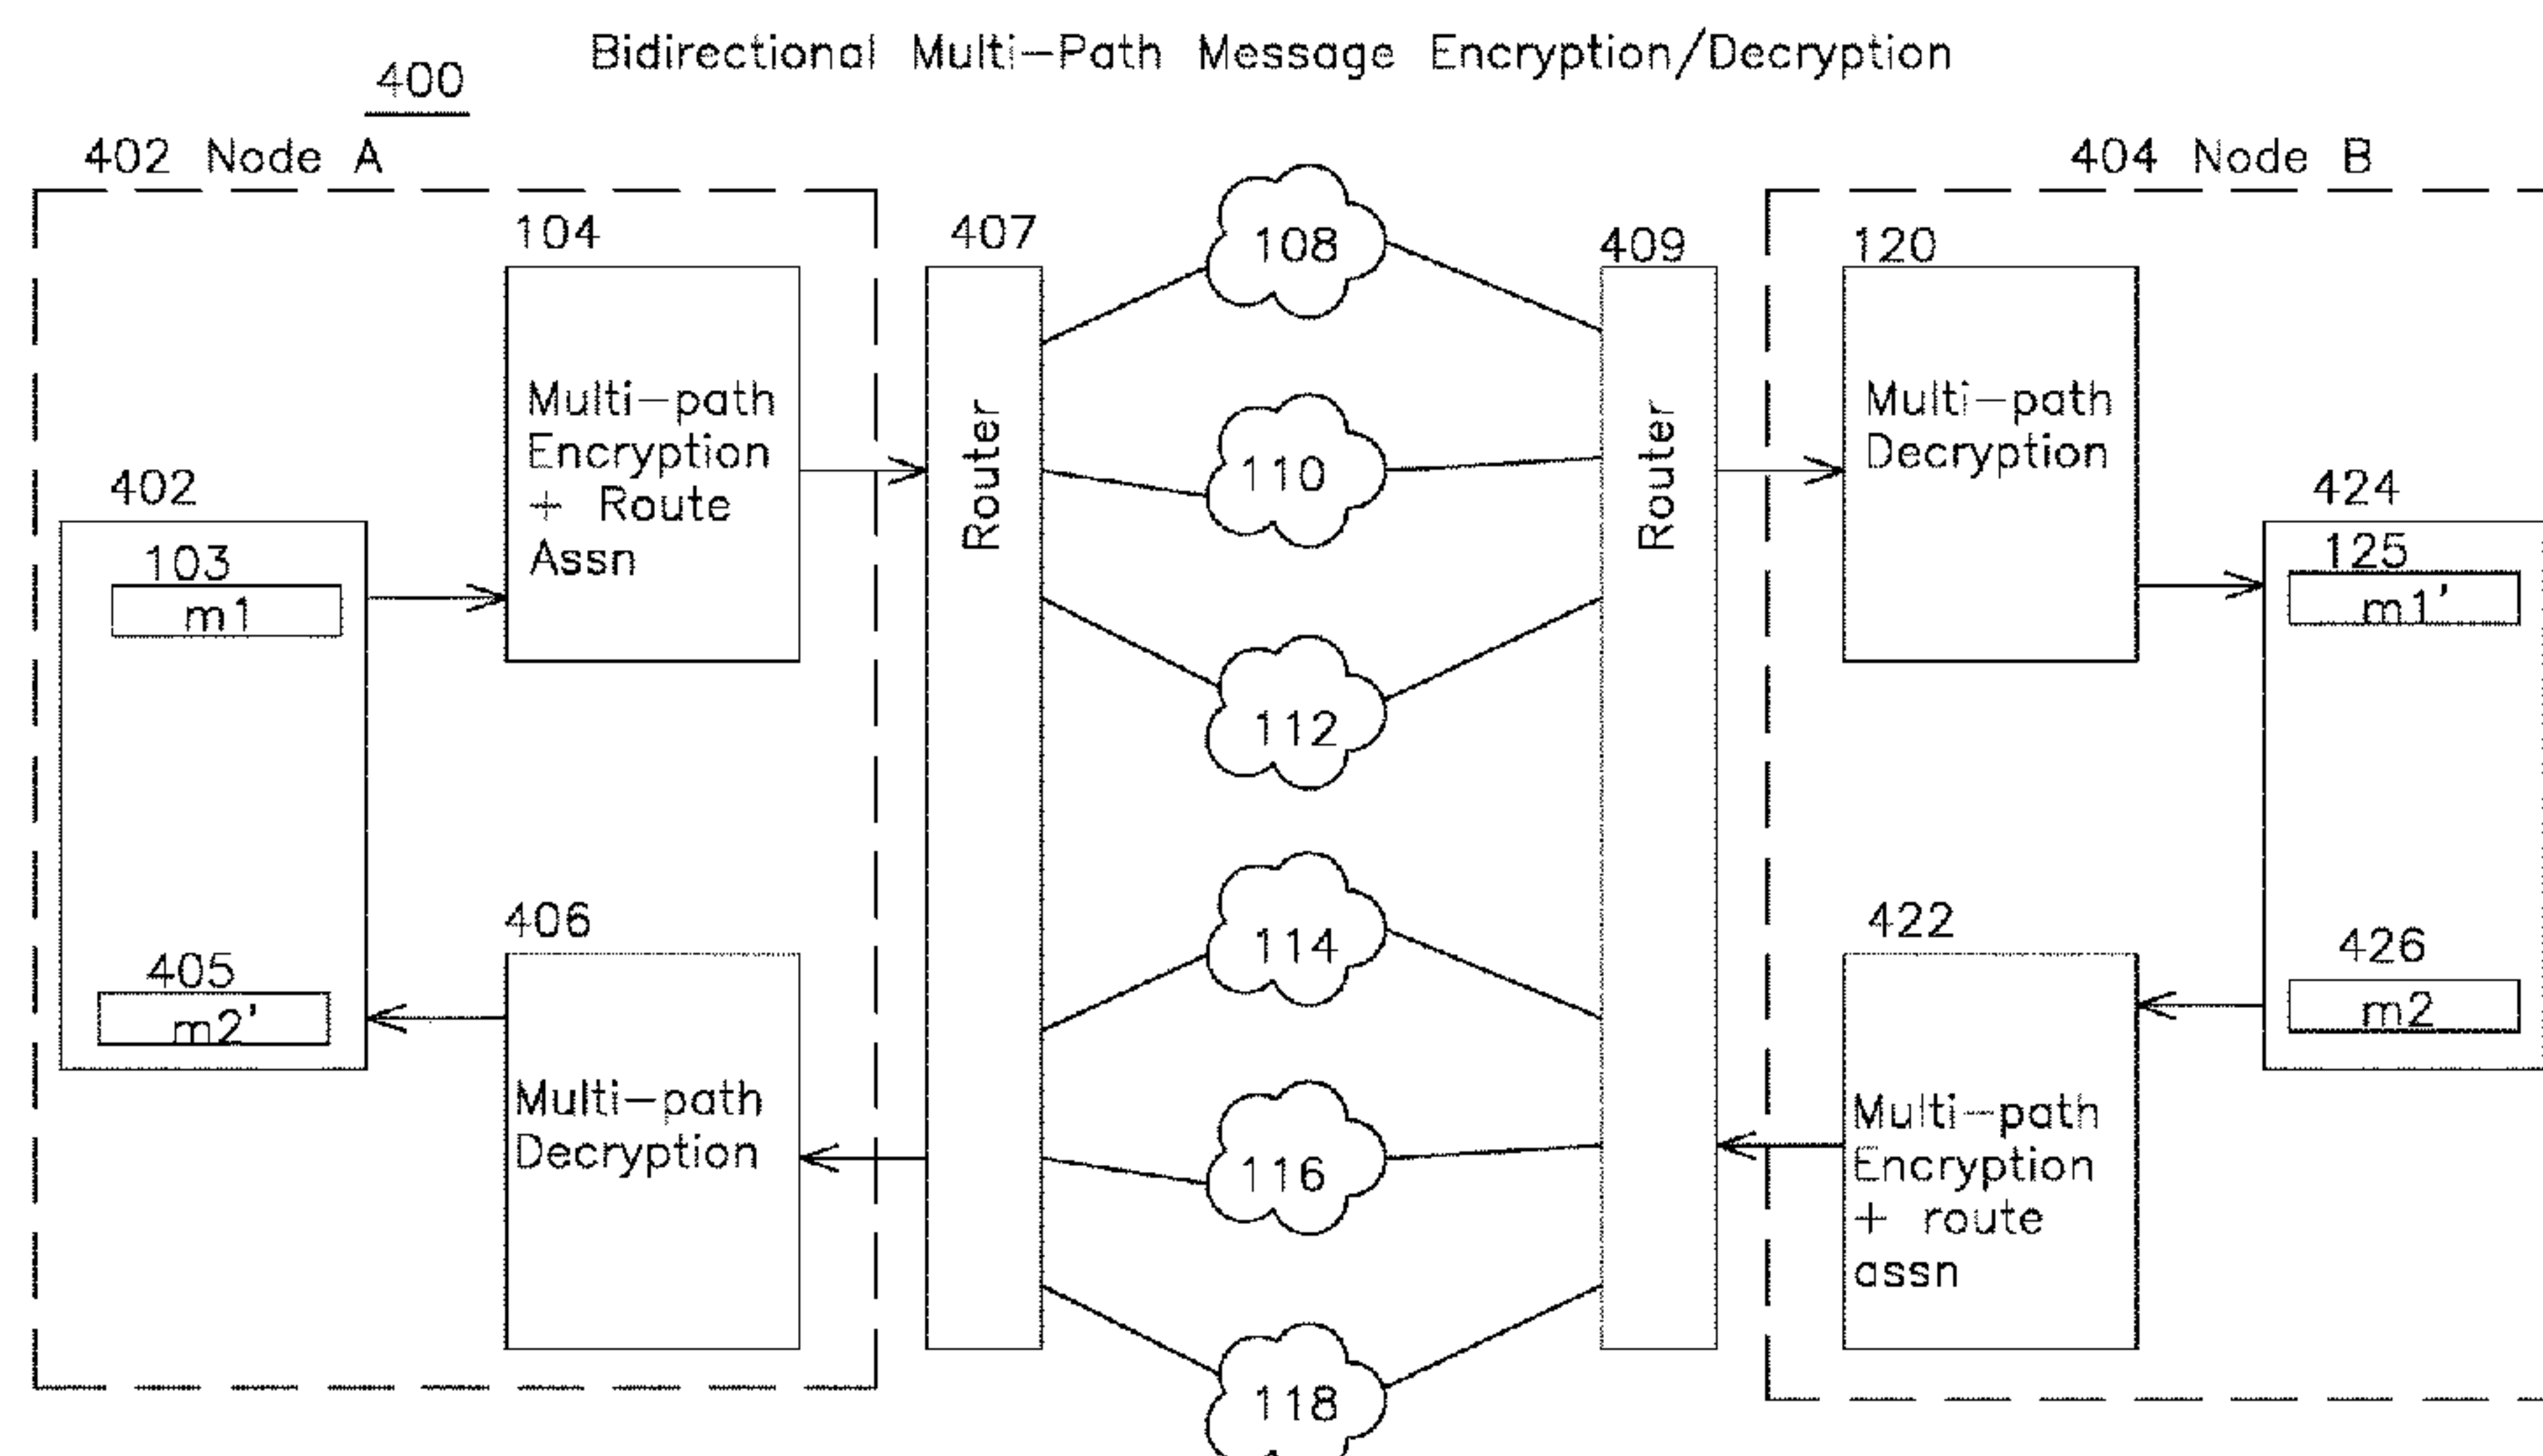 Bidirectional Multi-Path Message Encryption/Decryption
400
402 Node A
404 Node B
104
407
108
409
120
Multi-path
Encryption
+ Route
Assn
Router
110
Router
Multi-path
Decryption
402
103
m1
424
125
m1'
112
406
405
m2'
Multi-path
Decryption
114
116
118
422
Multi-path
Encryption
+ route
assn
426
m2